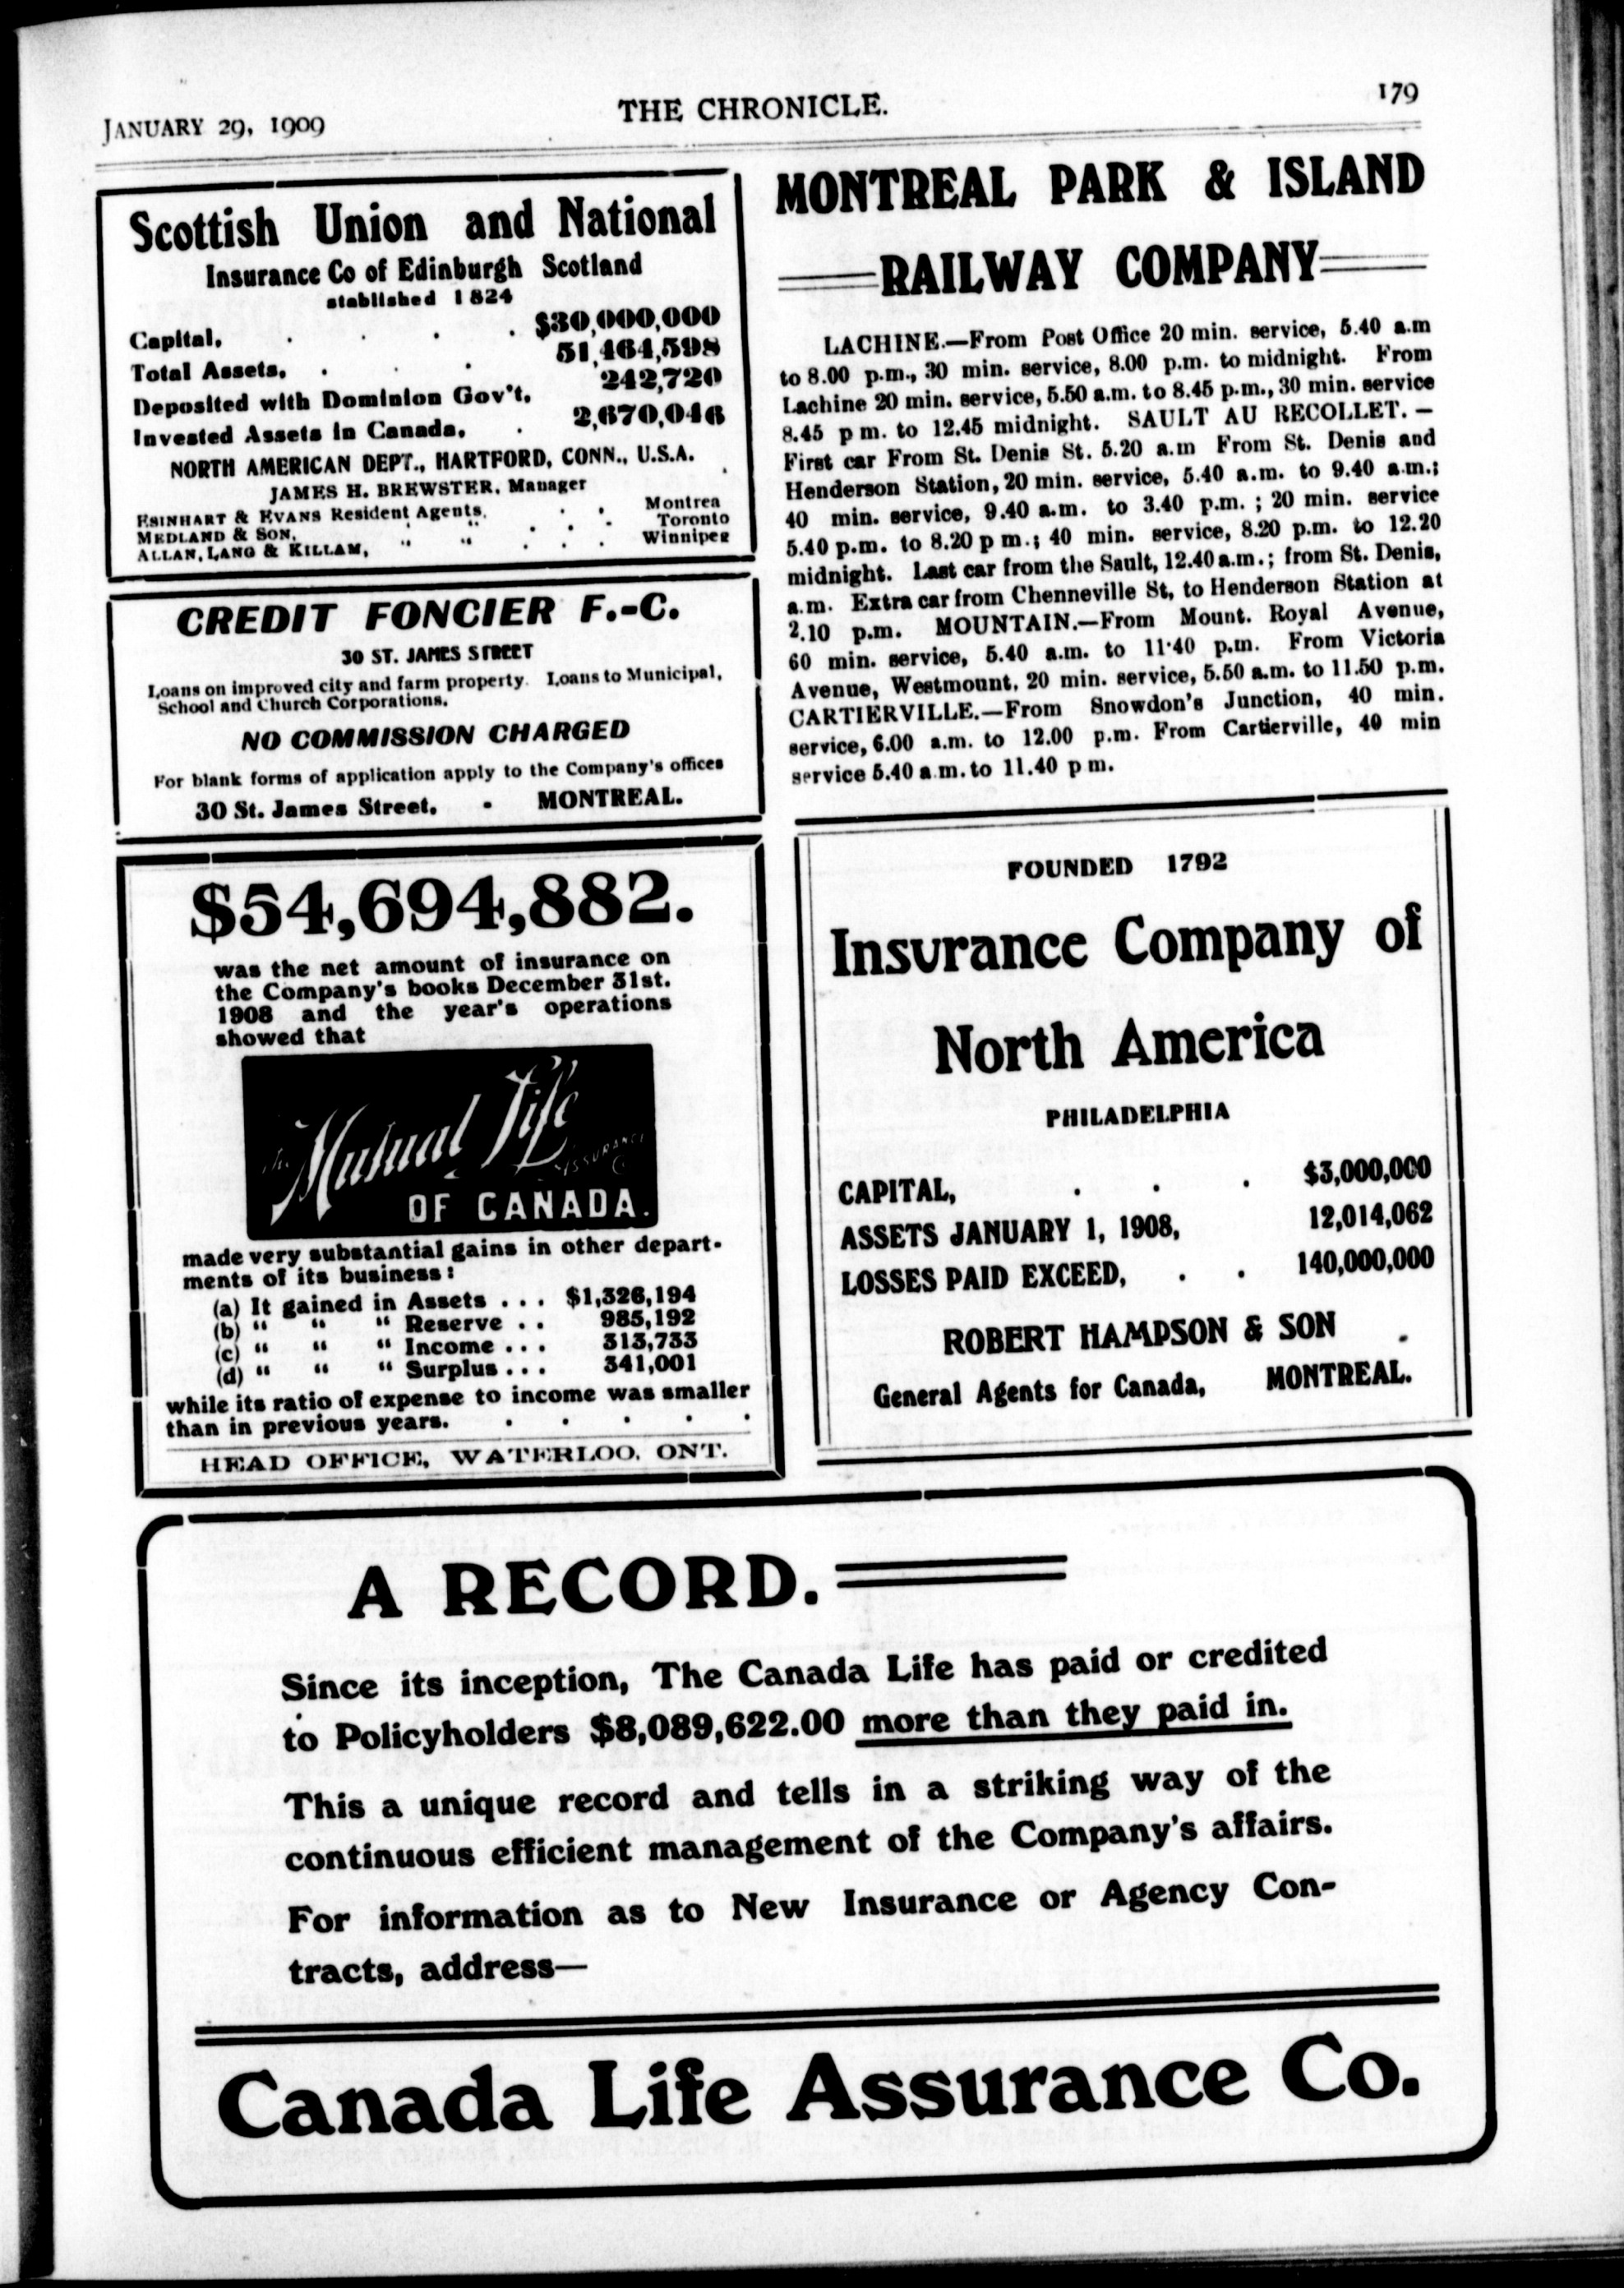 JANUARY 29, 1909
THE CHRONICLE.
179
Scottish Union and National
Insurance Co of Edinburgh Scotland
stablished 1824
Capital, . . . . $30,000,000
Total Assets, . . . 51,464,598
Deposited with Dominion Gov't, 242,720
Invested Assets in Canada, . 2,670,046
NORTH AMERICAN DEPT., HARTFORD, CONN., U.S.A.
JAMES H. BREWSTER, Manager
ESINHART & EVANS Resident Agents, . . Montrea
MEDLAND & SON, " " . . . Toronto
ALLAN, LANG & KILLAM, " " . . . Winnipeg
CREDIT FONCIER F.-C.
30 ST. JAMES STREET
Loans on improved city and farm property. Loans to Municipal,
School and Church Corporations.
NO COMMISSION CHARGED
For blank forms of application apply to the Company's offices
30 St. James Street, - MONTREAL.
$54,694,882.
was the net amount of insurance on
the Company's books December 31st.
1908 and the year's operations
showed that
The Mutual Life
ASSURANCE CO
OF CANADA.
made very substantial gains in other depart-
ments of its business:
(a) It gained in Assets . . . $1,326,194
(b) " " " Reserve . . 985,192
(c) " " " Income . . . 313,733
(d) " " " Surplus . . . 341,001
while its ratio of expense to income was smaller
than in previous years. . . . . .
HEAD OFFICE, WATERLOO, ONT.
MONTREAL PARK & ISLAND
RAILWAY COMPANY
LACHINE.—From Post Office 20 min. service, 5.40 a.m
to 8.00 p.m., 30 min. service, 8.00 p.m. to midnight. From
Lachine 20 min. service, 5.50 a.m. to 8.45 p.m., 30 min. service
8.45 p m. to 12.45 midnight. SAULT AU RECOLLET. —
First car From St. Denis St. 5.20 a.m From St. Denis and
Henderson Station, 20 min. service, 5.40 a.m. to 9.40 a.m.;
40 min. service, 9.40 a.m. to 3.40 p.m. ; 20 min. service
5.40 p.m. to 8.20 p m.; 40 min. service, 8.20 p.m. to 12.20
midnight. Last car from the Sault, 12.40 a.m.; from St. Denis,
a.m. Extra car from Chenneville St, to Henderson Station at
2.10 p.m. MOUNTAIN.—From Mount. Royal Avenue,
60 min. service, 5.40 a.m. to 11·40 p.m. From Victoria
Avenue, Westmount, 20 min. service, 5.50 a.m. to 11.50 p.m.
CARTIERVILLE.—From Snowdon's Junction, 40 min.
service, 6.00 a.m. to 12.00 p.m. From Cartierville, 40 min
service 5.40 a.m. to 11.40 p m.
FOUNDED 1792
Insurance Company of
North America
PHILADELPHIA
CAPITAL, . . . $3,000,000
ASSETS JANUARY 1, 1908, 12,014,062
LOSSES PAID EXCEED, . . 140,000,000
ROBERT HAMPSON & SON
General Agents for Canada, MONTREAL.
A RECORD.
Since its inception, The Canada Life has paid or credited
to Policyholders $8,089,622.00 more than they paid in.
This a unique record and tells in a striking way of the
continuous efficient management of the Company's affairs.
For information as to New Insurance or Agency Con-
tracts, address—
Canada Life Assurance Co.